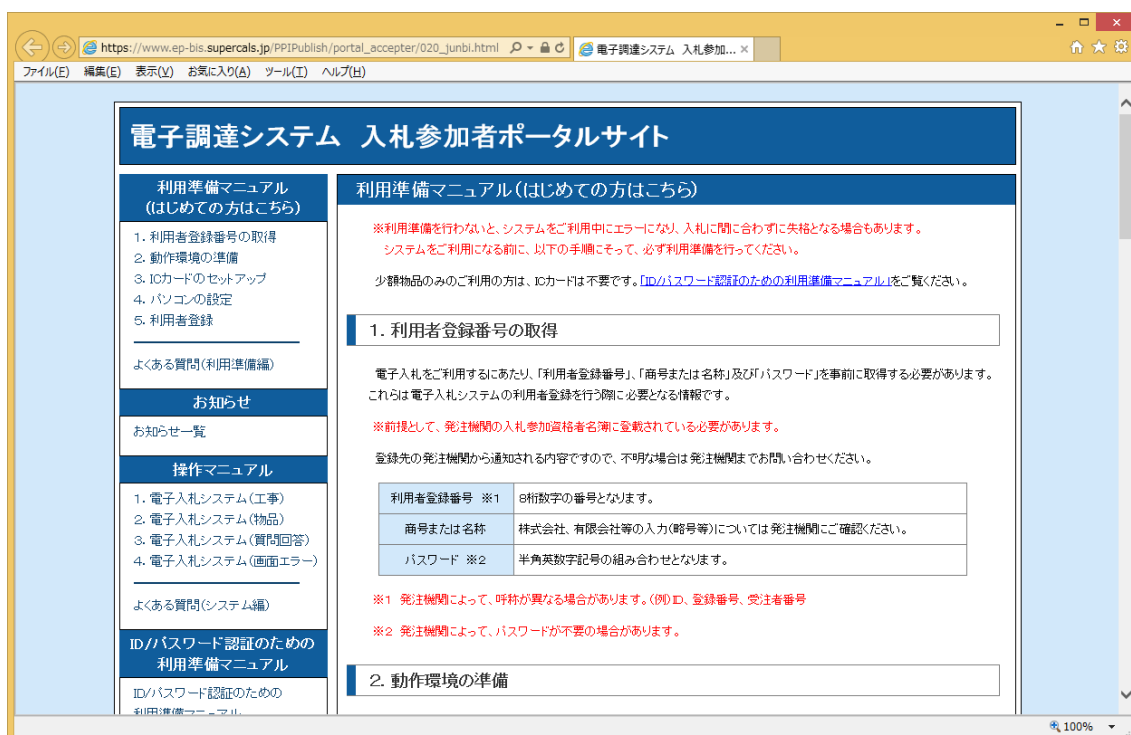 https://www.ep-bis.supercals.jp/PPIPublish/portal_accepter/020_junbi.html
電子調達システム 入札参加...
ファイル(F) 編集(E) 表示(V) お気に入り(A) ツール(T) ヘルプ(H)
電子調達システム 入札参加者ポータルサイト
利用準備マニュアル
(はじめての方はこちら)
1. 利用者登録番号の取得
2. 動作環境の準備
3. ICカードのセットアップ
4. パソコンの設定
5. 利用者登録
よくある質問(利用準備編)
お知らせ
お知らせ一覧
操作マニュアル
1. 電子入札システム(工事)
2. 電子入札システム(物品)
3. 電子入札システム(質問回答)
4. 電子入札システム(画面エラー)
よくある質問(システム編)
ID/パスワード認証のための
利用準備マニュアル
ID/パスワード認証のための
利用準備マニュアル
利用準備マニュアル(はじめての方はこちら)
※利用準備を行わないと、システムをご利用中にエラーになり、入札に間に合わずに失格となる場合もあります。
システムをご利用になる前に、以下の手順にそって、必ず利用準備を行ってください。
少額物品のみのご利用の方は、ICカードは不要です。「ID/パスワード認証のための利用準備マニュアル」をご覧ください。
1. 利用者登録番号の取得
電子入札をご利用するにあたり、「利用者登録番号」、「商号または名称」及び「パスワード」を事前に取得する必要があります。
これらは電子入札システムの利用者登録を行う際に必要となる情報です。
※前提として、発注機関の入札参加資格者名簿に登載されている必要があります。
登録先の発注機関から通知される内容ですので、不明な場合は発注機関までお問い合わせください。
利用者登録番号 ※1 8桁数字の番号となります。
商号または名称 株式会社、有限会社等の入力(略号等)については発注機関にご確認ください。
パスワード ※2 半角英数字記号の組み合わせとなります。
※1 発注機関によって、呼称が異なる場合があります。(例)ID、登録番号、受注者番号
※2 発注機関によって、パスワードが不要の場合があります。
2. 動作環境の準備
100%